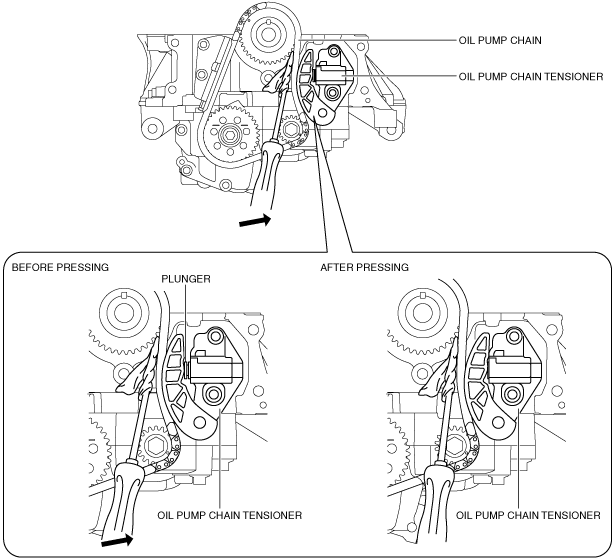 OIL PUMP CHAIN
OIL PUMP CHAIN TENSIONER
BEFORE PRESSING
AFTER PRESSING
PLUNGER
OIL PUMP CHAIN TENSIONER
OIL PUMP CHAIN TENSIONER